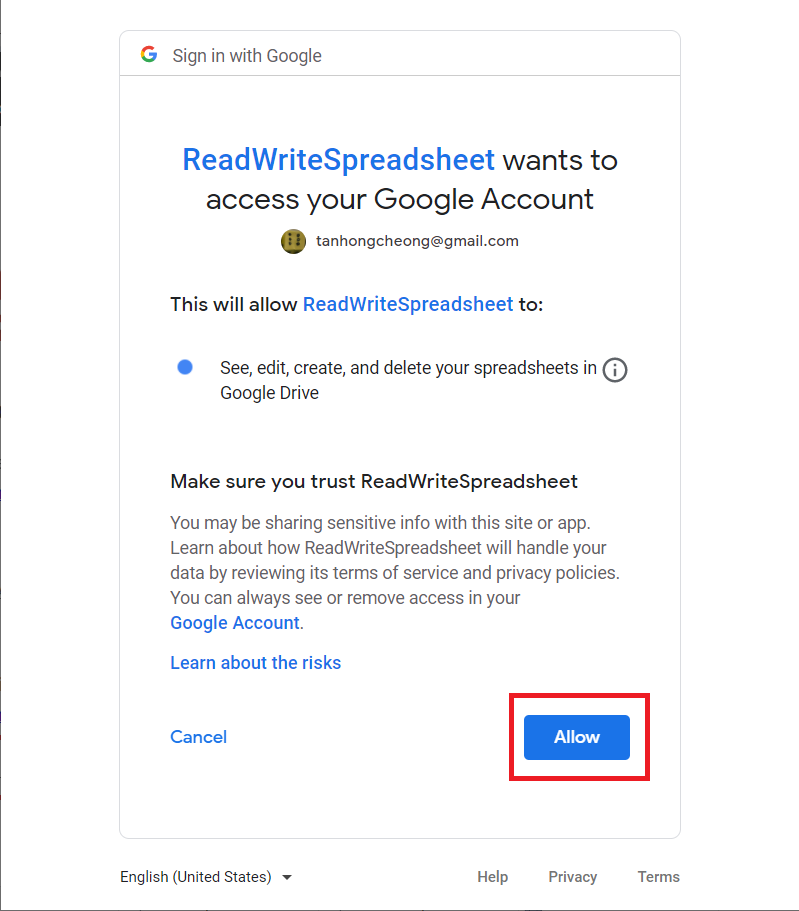 Sign in with Google
ReadWriteSpreadsheet wants to
access your Google Account
tanhongcheong@gmail.com
This will allow ReadWriteSpreadsheet to:
See, edit, create, and delete your spreadsheets in
Google Drive
Make sure you trust ReadWriteSpreadsheet
You may be sharing sensitive info with this site or app.
Learn about how ReadWriteSpreadsheet will handle your
data by reviewing its terms of service and privacy policies.
You can always see or remove access in your
Google Account.
Learn about the risks
Cancel
Allow
English (United States)
Help
Privacy
Terms